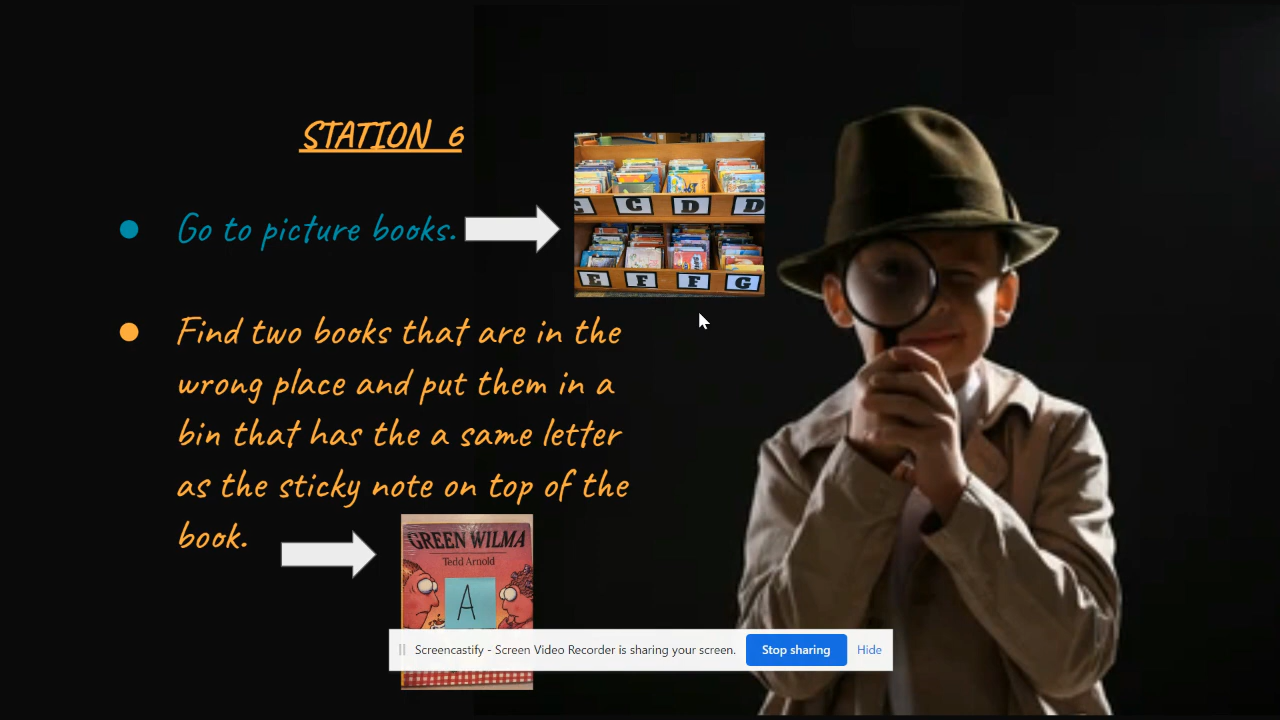 STATION 6
Go to picture books.
C D D
E F F G
Find two books that are in the
wrong place and put them in a
bin that has the a same letter
as the sticky note on top of the
book.
GREEN WILMA
Tedd Arnold
A
Screencastify - Screen Video Recorder is sharing your screen. Stop sharing Hide